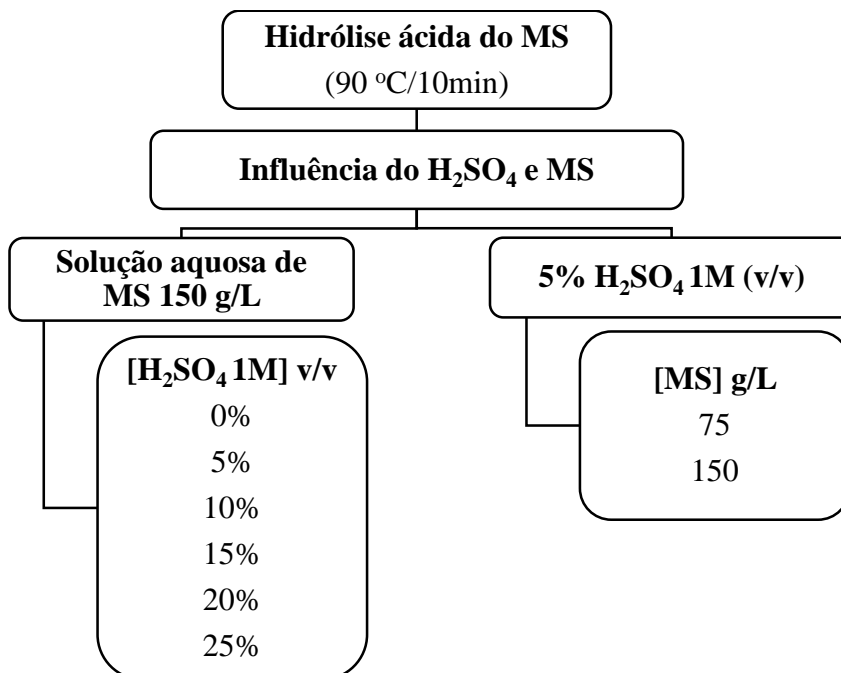 Hidrólise ácida do MS
(90 ºC/10min)
Influência do H₂SO₄ e MS
Solução aquosa de
MS 150 g/L
[H₂SO₄ 1M] v/v
0%
5%
10%
15%
20%
25%
5% H₂SO₄ 1M (v/v)
[MS] g/L
75
150